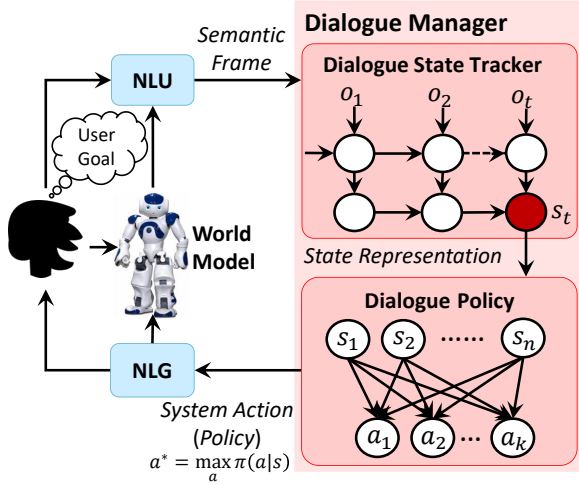 Dialogue Manager
Semantic
Frame
NLU
User
Goal
World
Model
NLG
Dialogue State Tracker
o₁ o₂ oₜ
sₜ
State Representation
Dialogue Policy
s₁ s₂ ...... sₙ
a₁ a₂ ... aₖ
System Action
(Policy)
a* = max π(a|s)
a